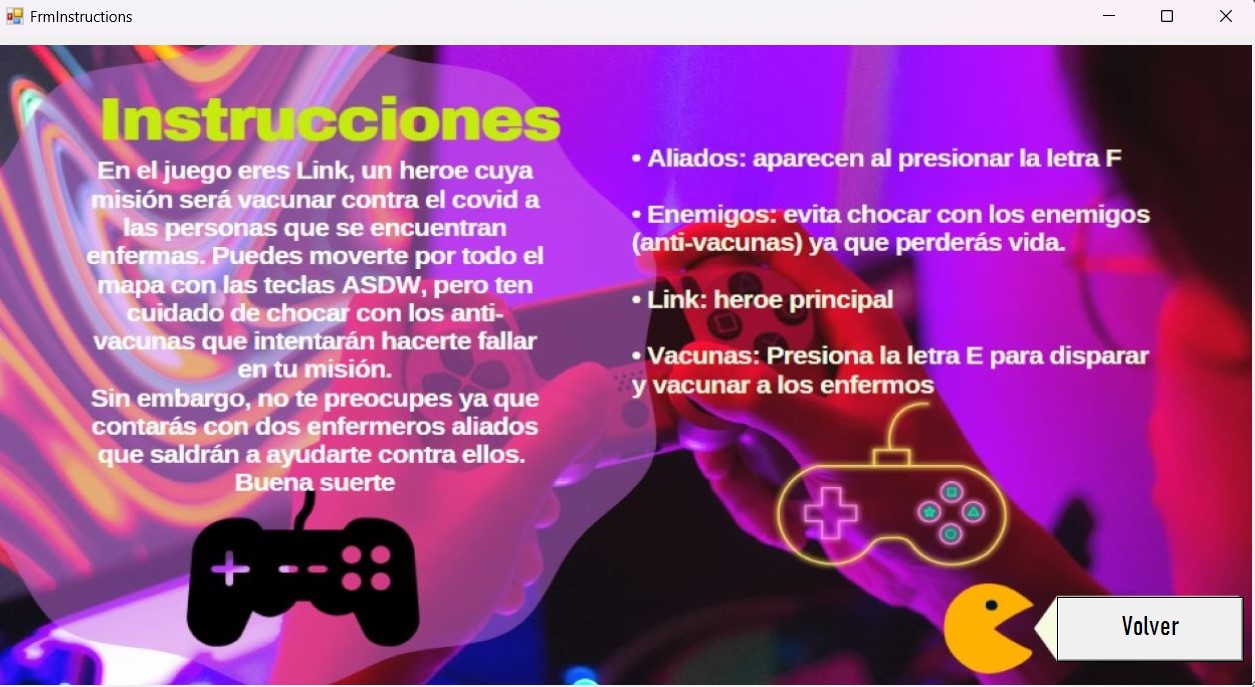 FrmInstructions
Instrucciones
En el juego eres Link, un heroe cuya
misión será vacunar contra el covid a
las personas que se encuentran
enfermas. Puedes moverte por todo el
mapa con las teclas ASDW, pero ten
cuidado de chocar con los anti-
vacunas que intentarán hacerte fallar
en tu misión.
Sin embargo, no te preocupes ya que
contarás con dos enfermeros aliados
que saldrán a ayudarte contra ellos.
Buena suerte
• Aliados: aparecen al presionar la letra F
• Enemigos: evita chocar con los enemigos
(anti-vacunas) ya que perderás vida.
• Link: heroe principal
• Vacunas: Presiona la letra E para disparar
y vacunar a los enfermos
Volver